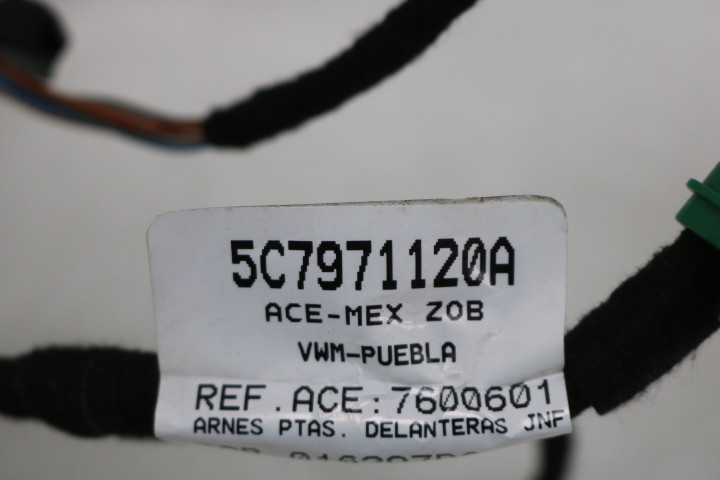 5C7971120A
ACE-MEX ZOB
VWM-PUEBLA
REF.ACE:7600601
ARNES PTAS. DELANTERAS JNF